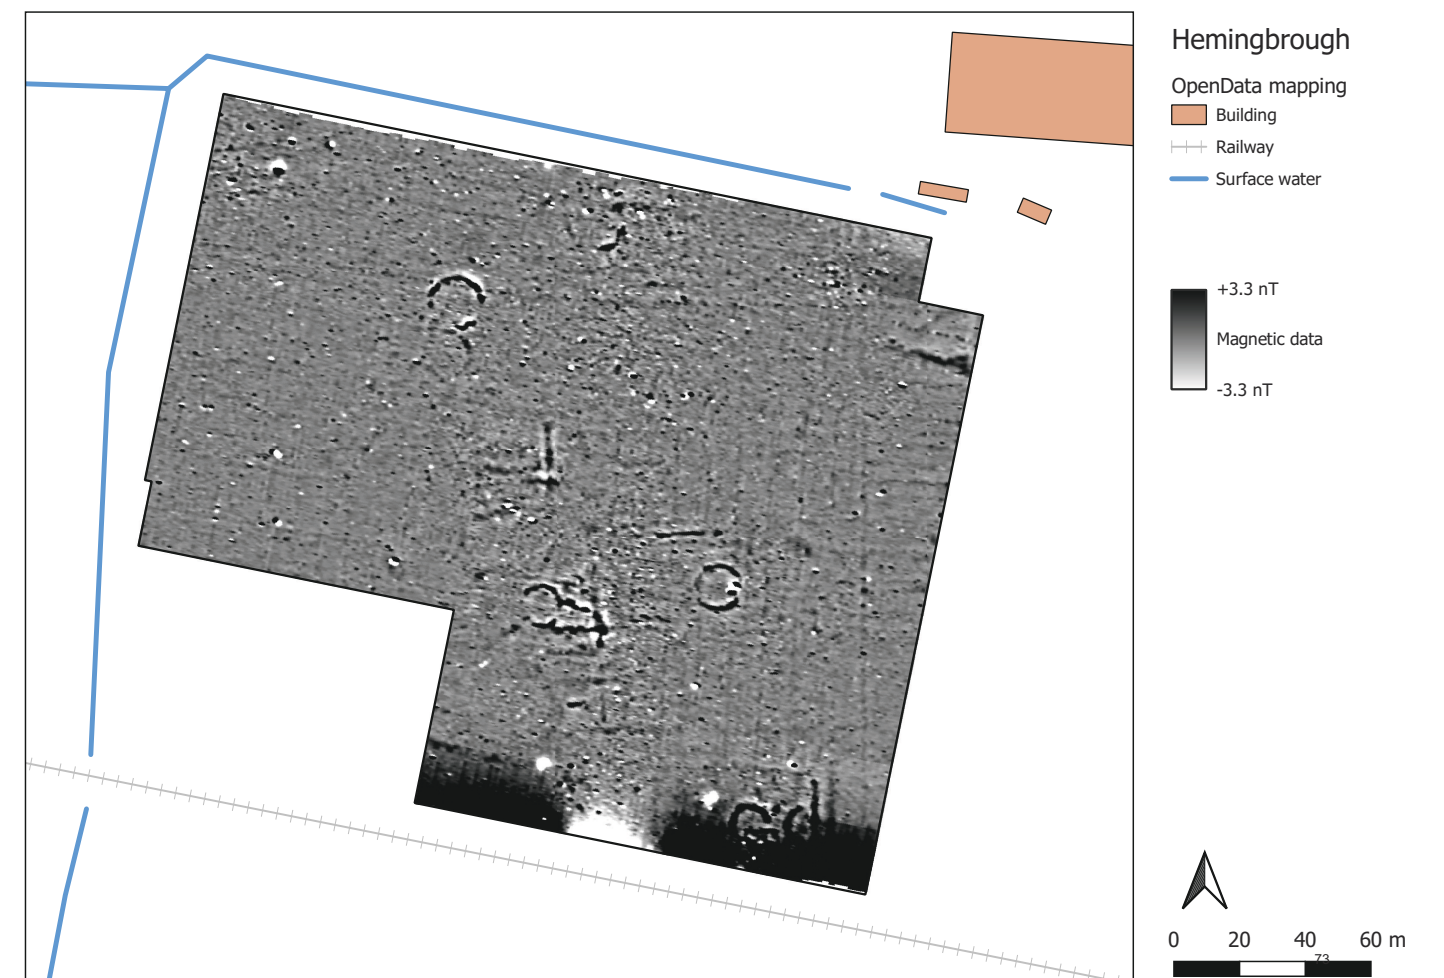 Hemingbrough
OpenData mapping
Building
Railway
Surface water
+3.3 nT
Magnetic data
-3.3 nT
0 20 40 60 m
73